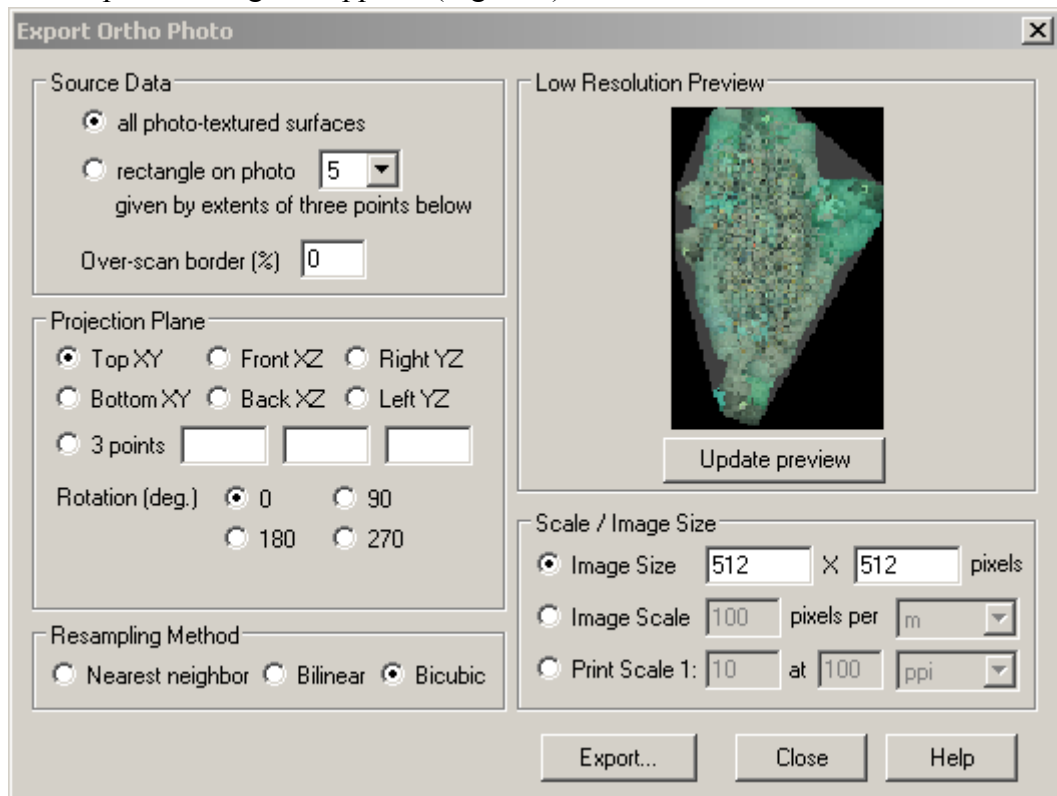 Export Ortho Photo
Source Data
all photo-textured surfaces
rectangle on photo 5
given by extents of three points below
Over-scan border (%) 0
Projection Plane
Top XY Front XZ Right YZ
Bottom XY Back XZ Left YZ
3 points
Rotation (deg.) 0 90
180 270
Resampling Method
Nearest neighbor Bilinear Bicubic
Low Resolution Preview
Update preview
Scale / Image Size
Image Size 512 X 512 pixels
Image Scale 100 pixels per m
Print Scale 1: 10 at 100 ppi
Export... Close Help